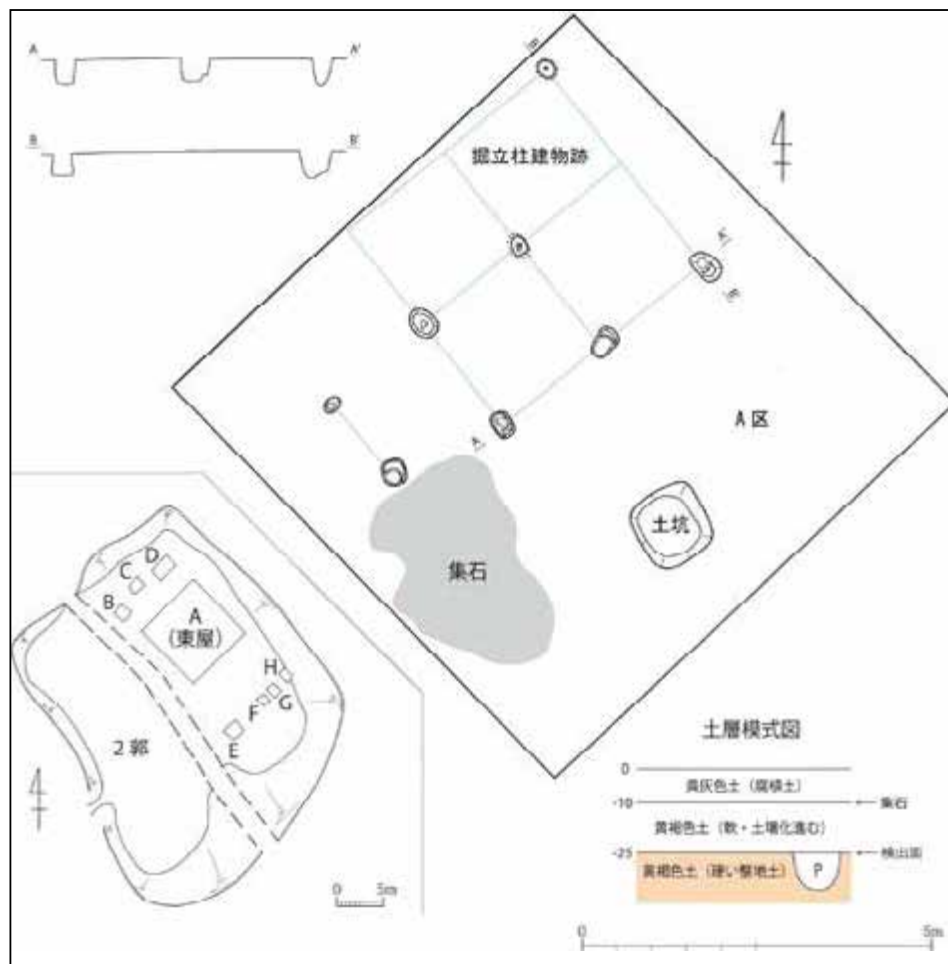 A A'
B B'
B
掘立柱建物跡
A'
B'
A
A区
土坑
集石
D
C
B
A
(東屋)
H
G
F
E
2郭
0 5m
土層模式図
0
黄灰色土(腐植土)
-10
集石
黄褐色土(軟・土壌化進む)
-25
検出面
黄褐色土(硬い整地土)
P
0 5m